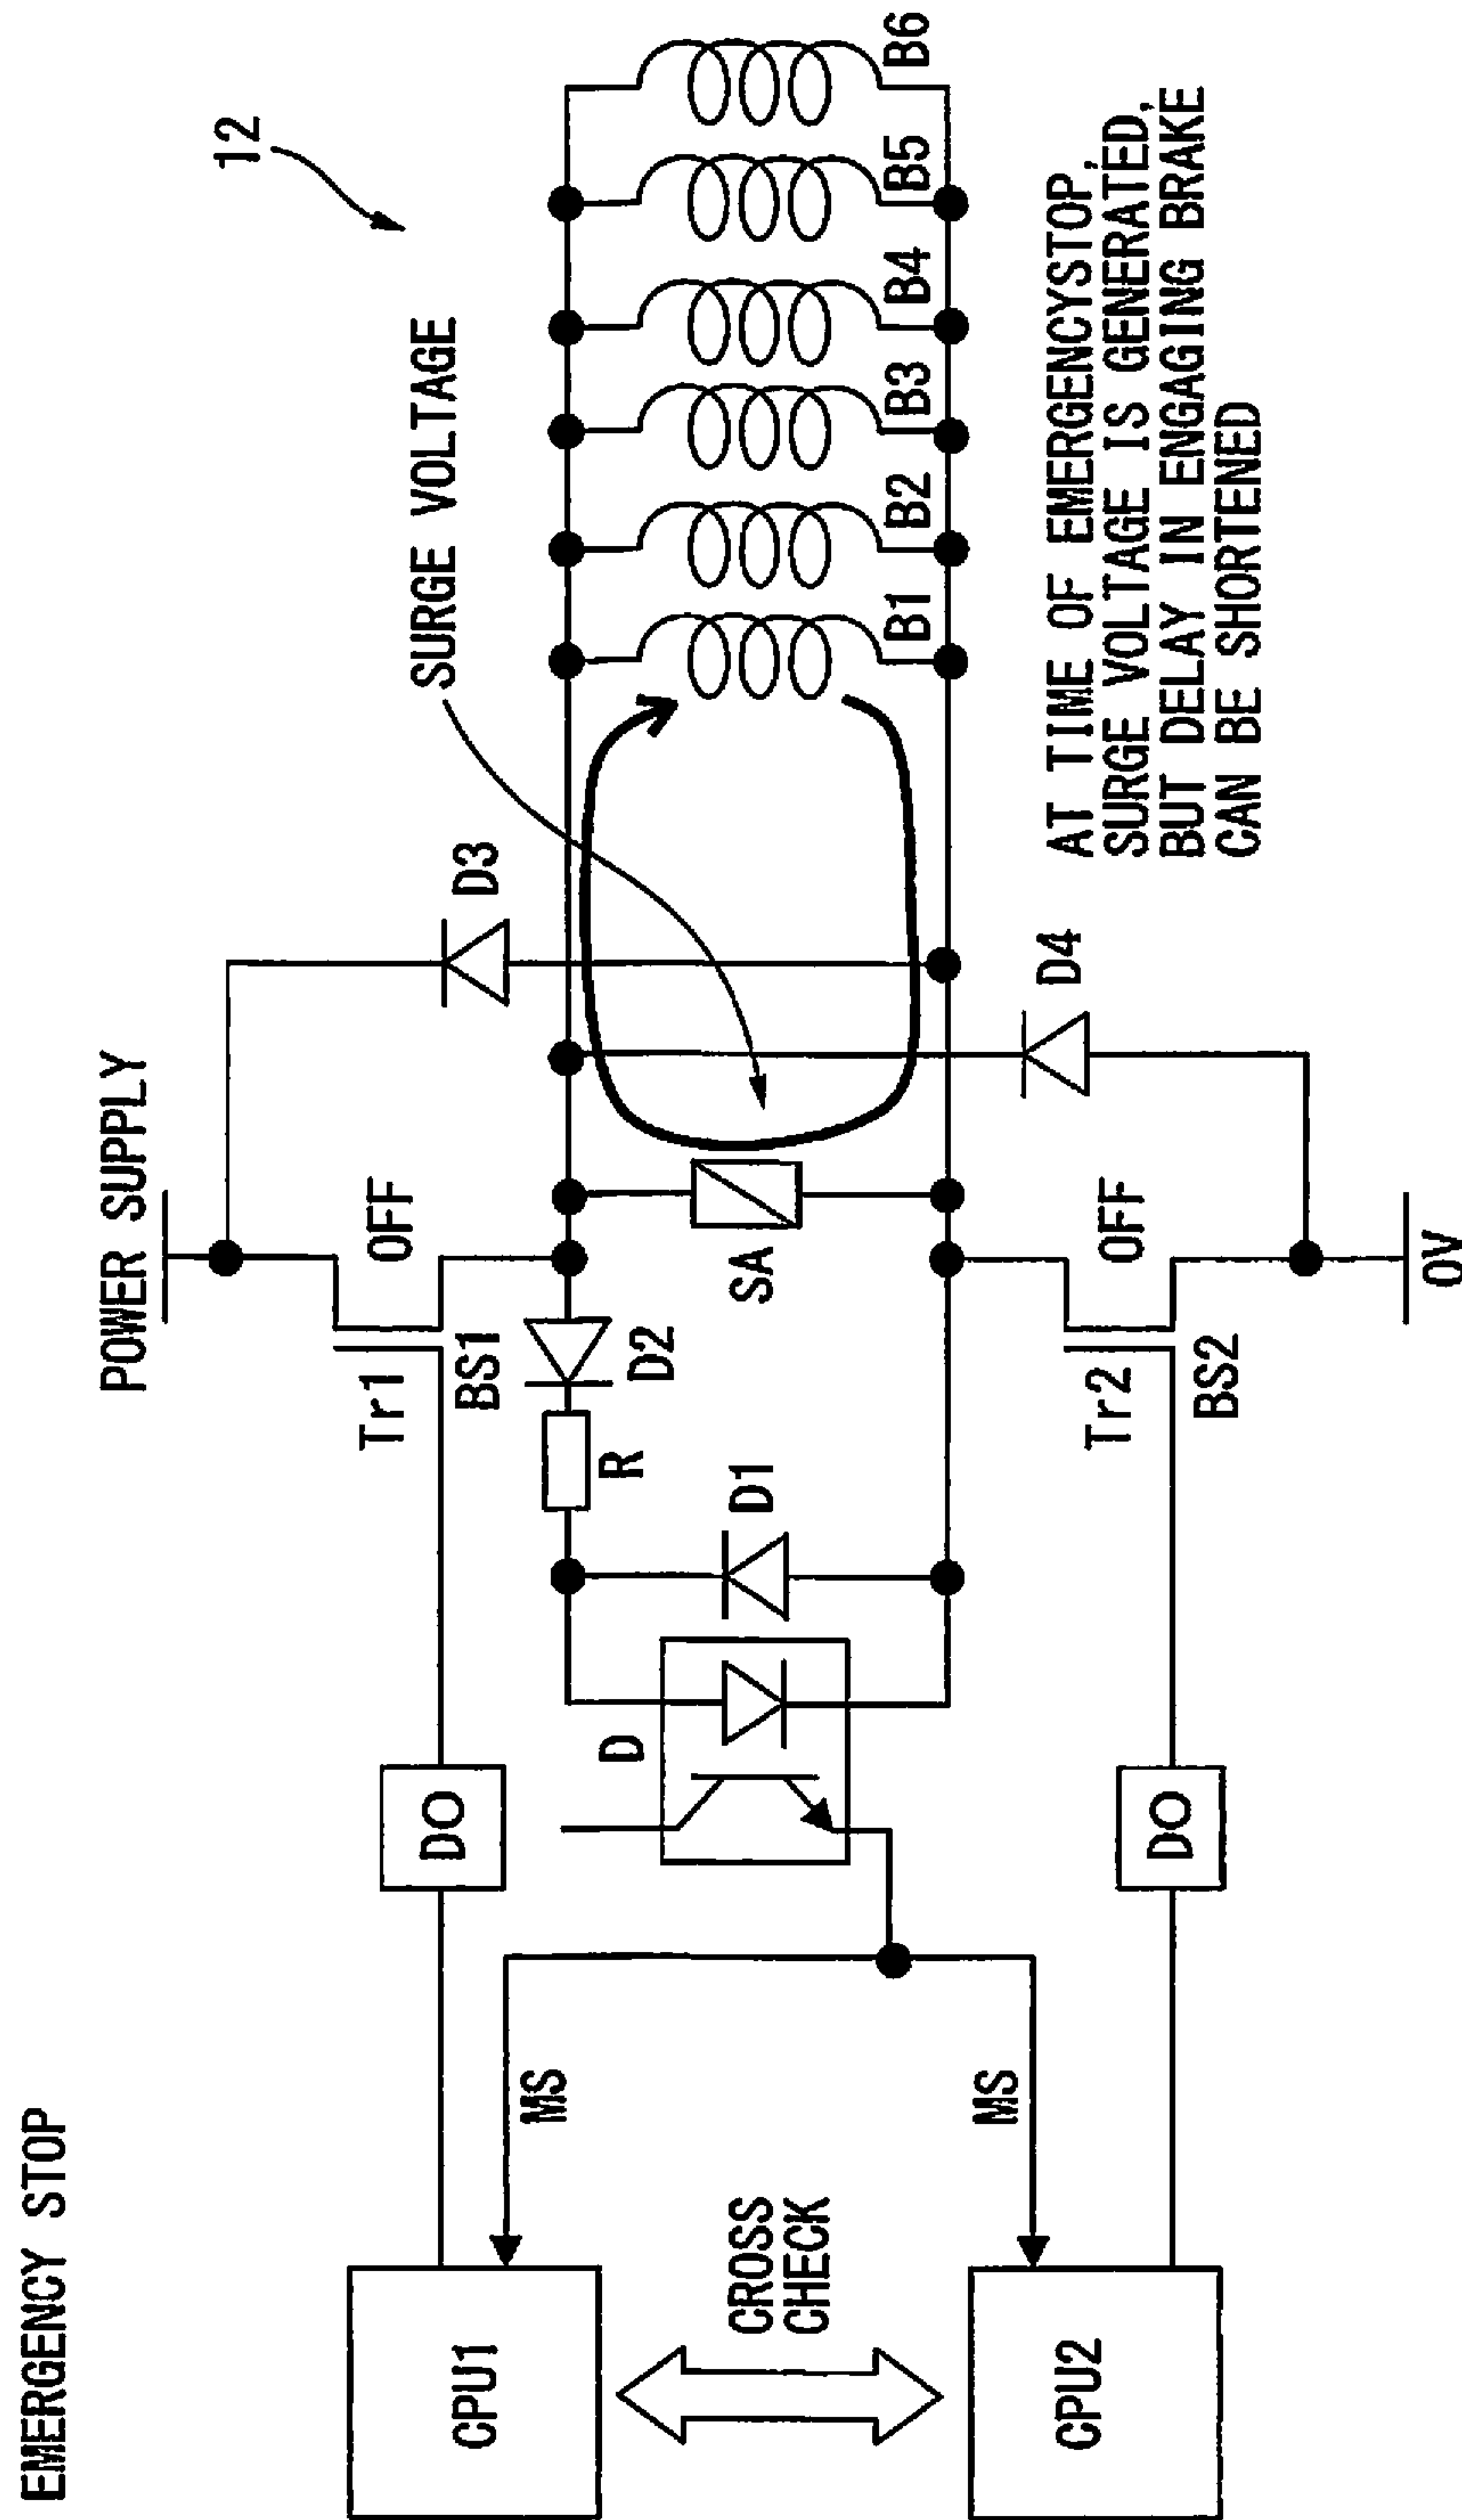 EMERGENCY STOP
POWER SUPPLY
12
SURGE VOLTAGE
Tr1
OFF
BS1
D3
D2
R
DO
CPU1
MS
D
D1
SA
B1
B2
B3
B4
B5
B6
CROSS
CHECK
MS
CPU2
DO
Tr2
OFF
BS2
D4
0V
AT TIME OF EMERGENCYSTOP,
SURGE VOLTAGE IS GENERATED,
BUT DELAY IN ENGAGING BRAKE
CAN BE SHORTENED